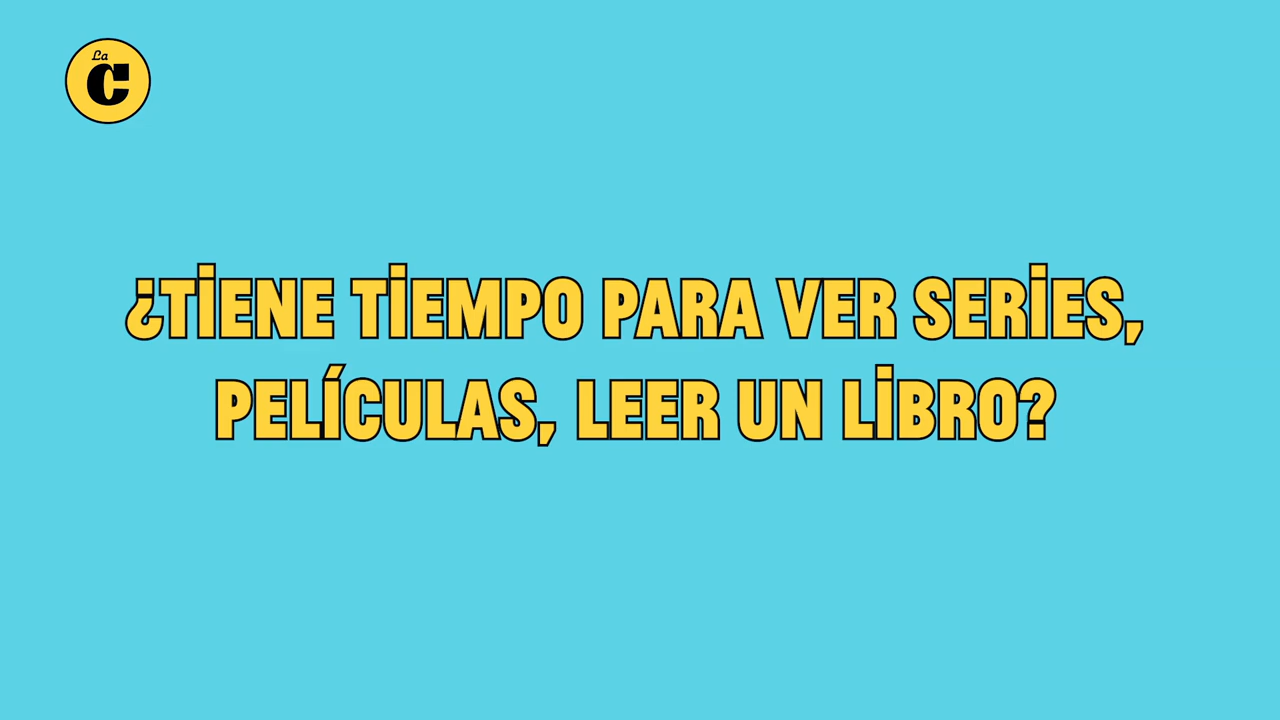 La
C
¿TIENE TIEMPO PARA VER SERIES,
PELÍCULAS, LEER UN LIBRO?